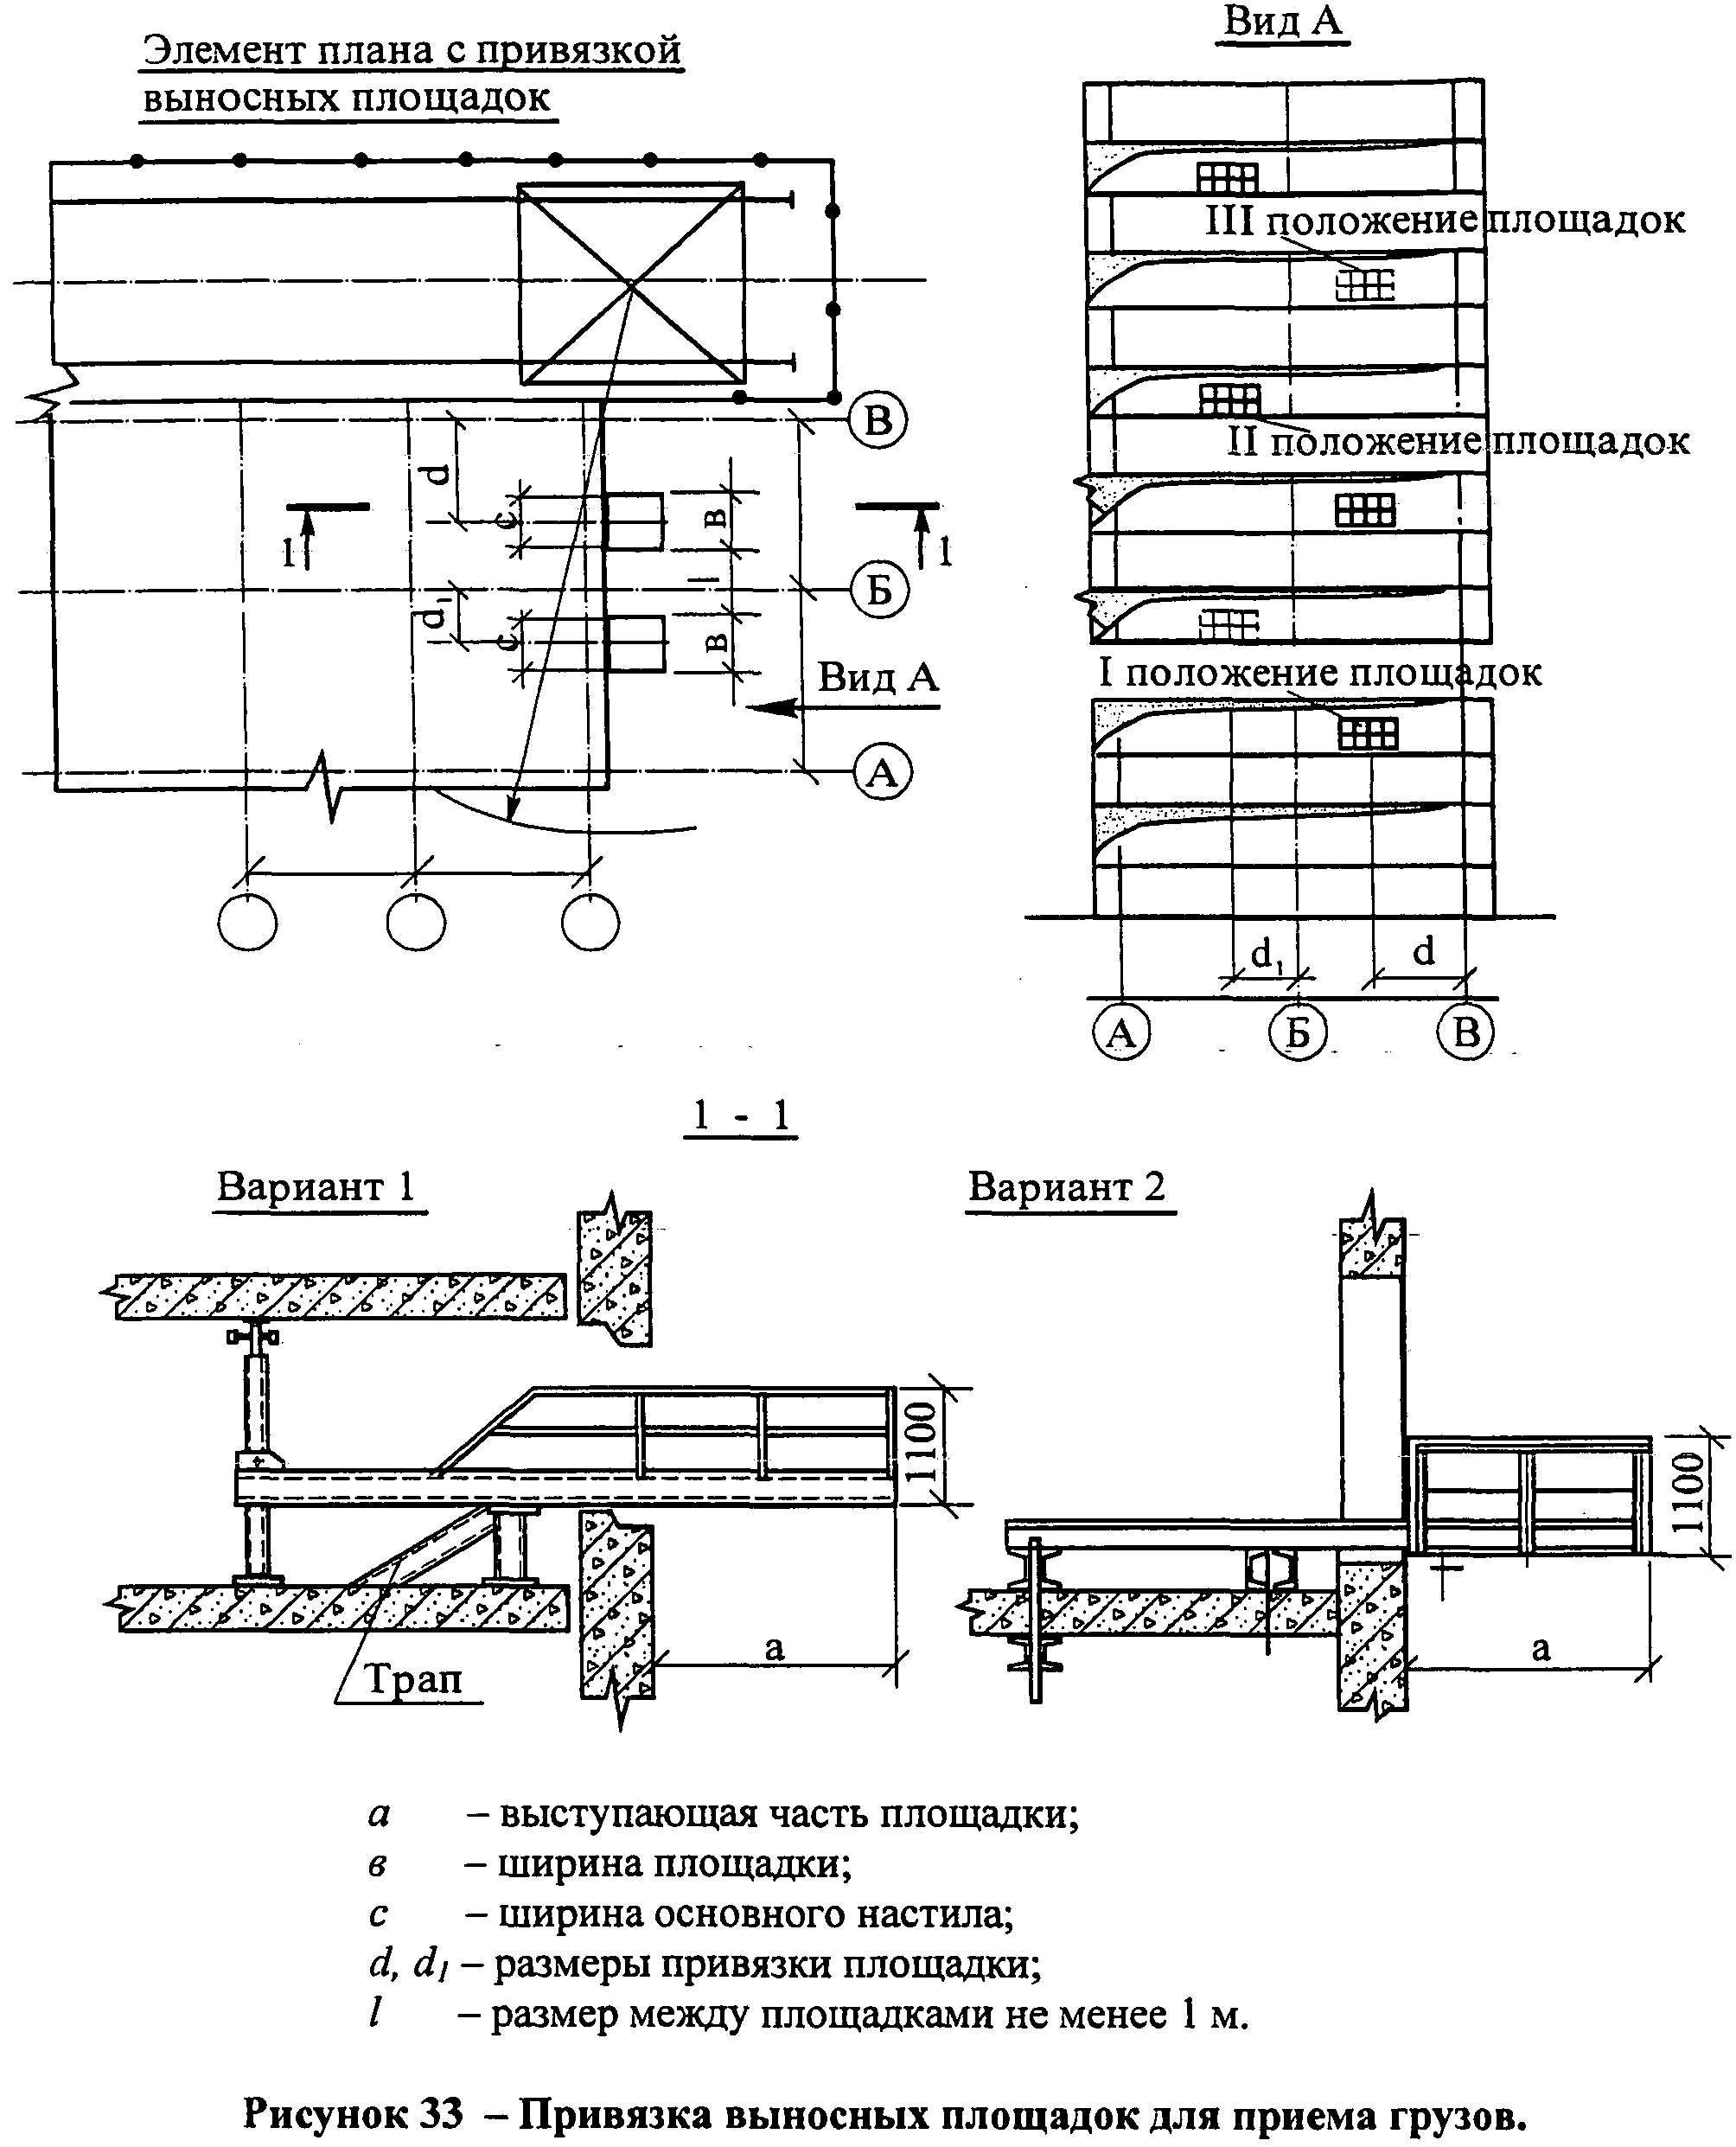 Элемент плана с привязкой
выносных площадок
В
d
с
в
1
1
l
Б
d1
с
в
Вид А
А
Вид А
III положение площадок
II положение площадок
I положение площадок
d1
d
А
Б
В
1 - 1
Вариант 1
1100
а
Трап
Вариант 2
1100
а
а – выступающая часть площадки;
в – ширина площадки;
с – ширина основного настила;
d, d1 – размеры привязки площадки;
l – размер между площадками не менее 1 м.
Рисунок 33 – Привязка выносных площадок для приема грузов.